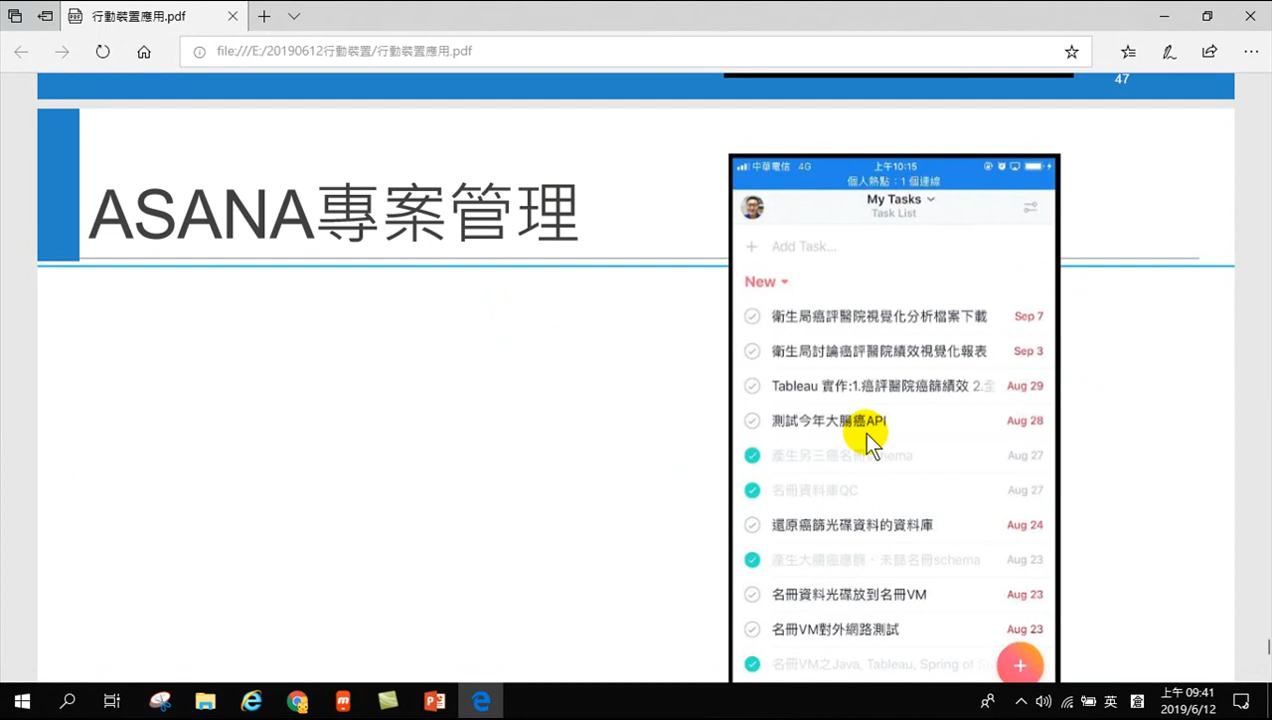 行動裝置應用.pdf
file:///E:/20190612行動裝置/行動裝置應用.pdf
47
ASANA專案管理
中華電信 4G 上午10:15
個人熱點：1 個連線
My Tasks
Task List
Add Task...
New
衛生局癌評醫院視覺化分析檔案下載 Sep 7
衛生局討論癌評醫院績效視覺化報表 Sep 3
Tableau 實作:1.癌評醫院癌篩績效 2.全 Aug 29
測試今年大腸癌API Aug 28
產生另三癌名冊schema Aug 27
名冊資料庫QC Aug 27
還原癌篩光碟資料的資料庫 Aug 24
產生大腸癌應篩、未篩名冊schema Aug 23
名冊資料光碟放到名冊VM Aug 23
名冊VM對外網路測試 Aug 23
名冊VM之Java, Tableau, Spring of S
英
上午 09:41
2019/6/12